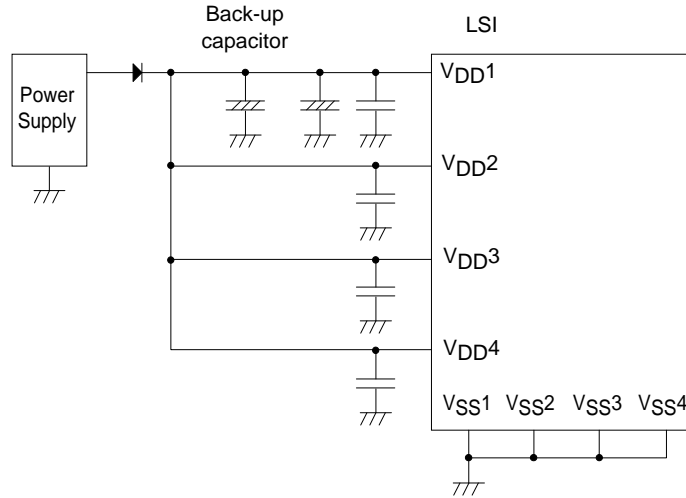 Back-up
capacitor
LSI
Power
Supply
VDD1
VDD2
VDD3
VDD4
VSS1 VSS2 VSS3 VSS4